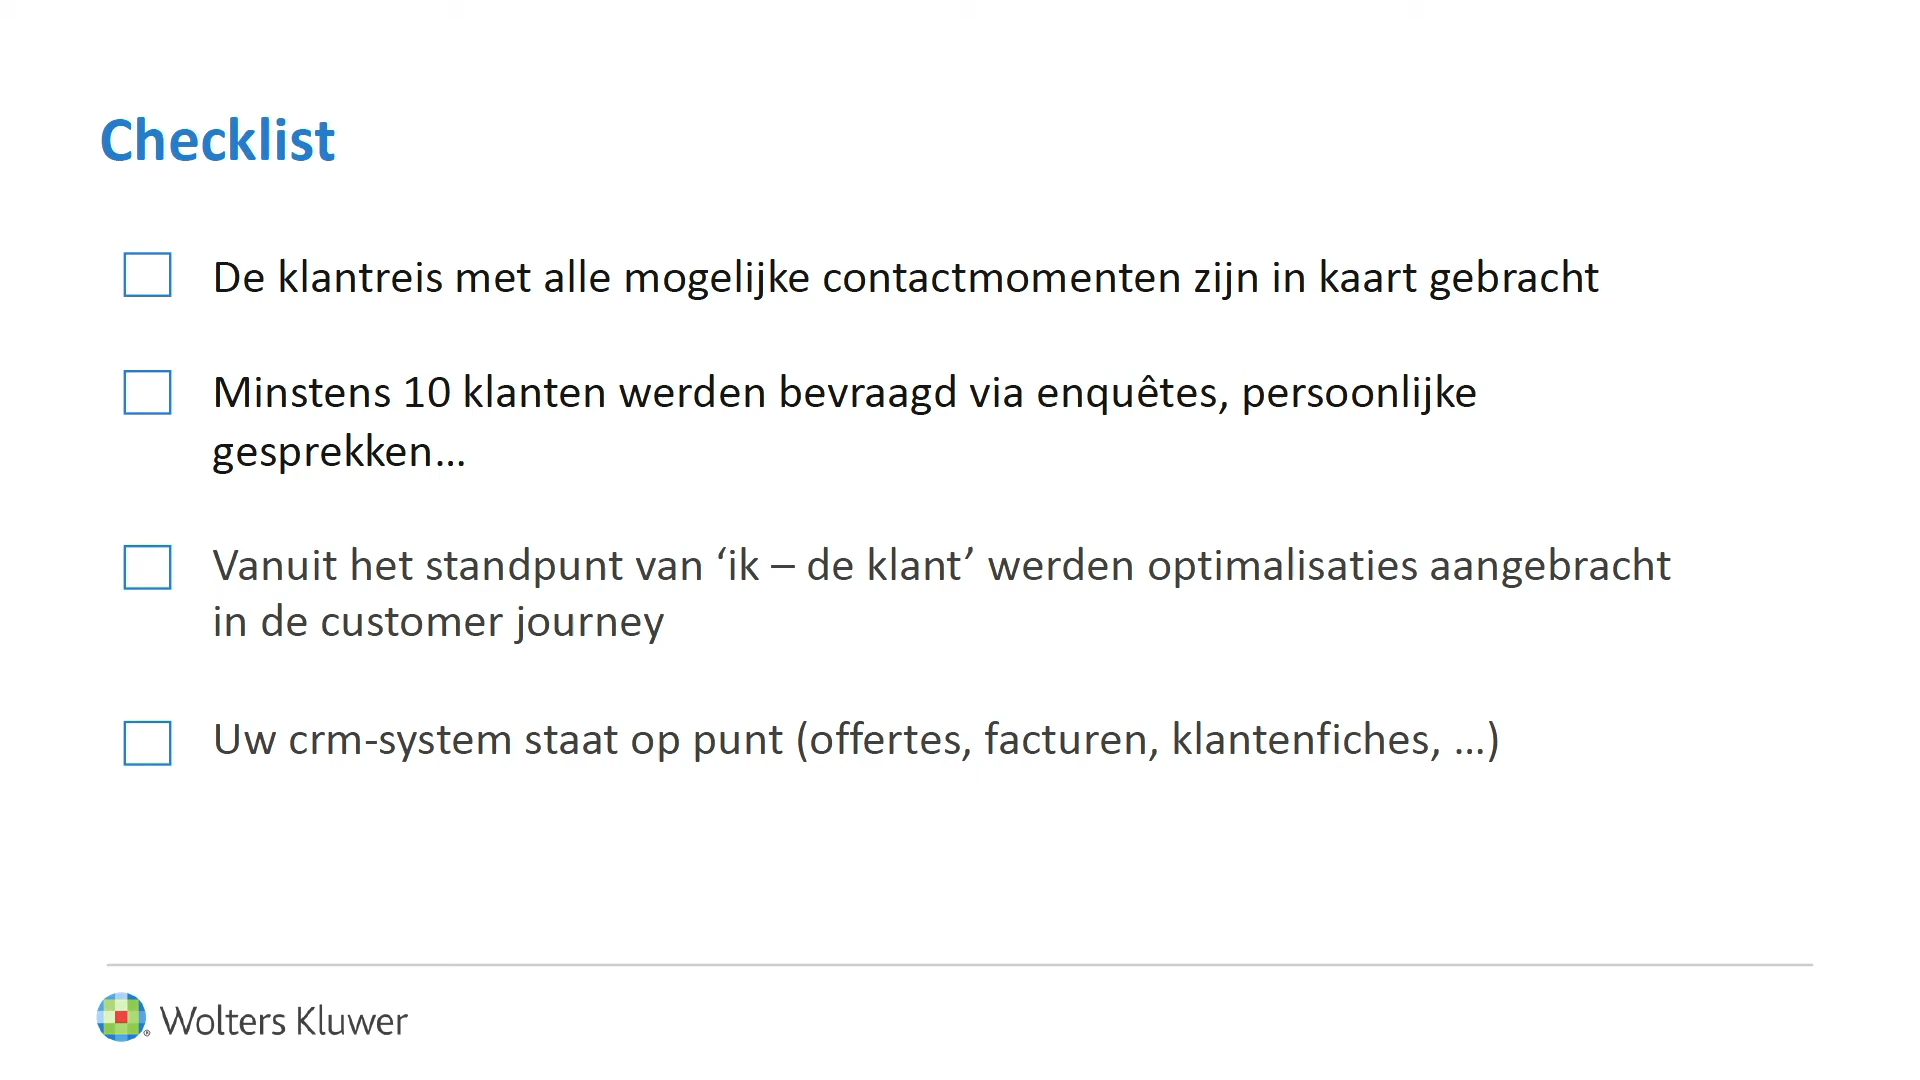 Checklist
De klantreis met alle mogelijke contactmomenten zijn in kaart gebracht
Minstens 10 klanten werden bevraagd via enquêtes, persoonlijke
gesprekken…
Vanuit het standpunt van ‘ik – de klant’ werden optimalisaties aangebracht
in de customer journey
Uw crm-system staat op punt (offertes, facturen, klantenfiches, …)
® Wolters Kluwer